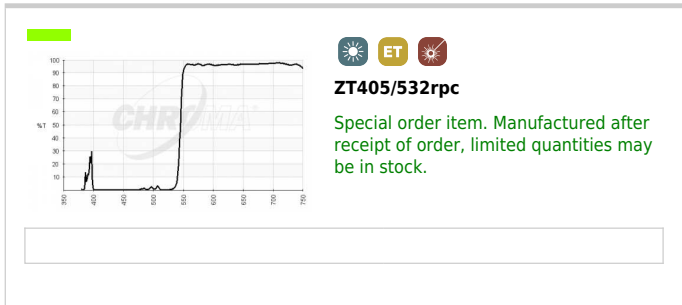 ET
ZT405/532rpc
Special order item. Manufactured after
receipt of order, limited quantities may
be in stock.
100
90
80
70
60
50
40
30
20
10
%T
CHROMA
350
400
450
500
550
600
650
700
750